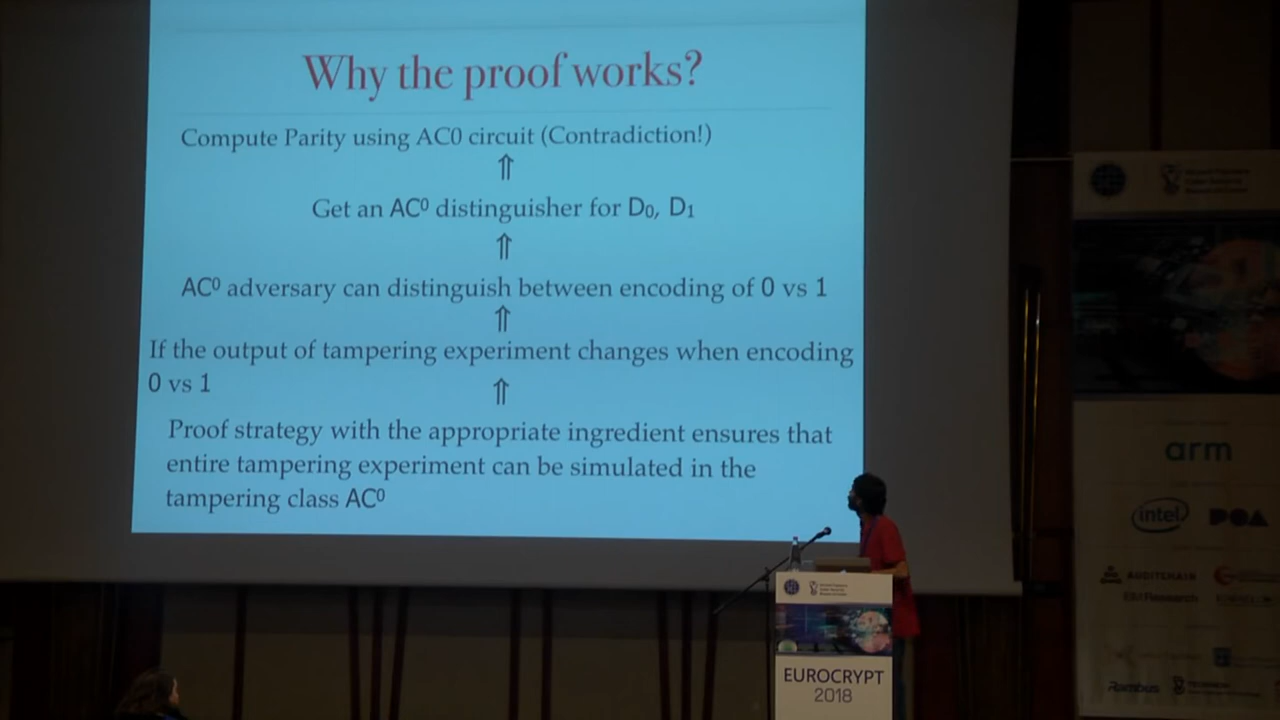 Why the proof works?
Compute Parity using AC0 circuit (Contradiction!)
⇑
Get an AC⁰ distinguisher for D₀, D₁
⇑
AC⁰ adversary can distinguish between encoding of 0 vs 1
⇑
If the output of tampering experiment changes when encoding
0 vs 1
⇑
Proof strategy with the appropriate ingredient ensures that
entire tampering experiment can be simulated in the
tampering class AC⁰
EUROCRYPT
2018
arm
intel
POA
AUDITCHAIN
Rambus